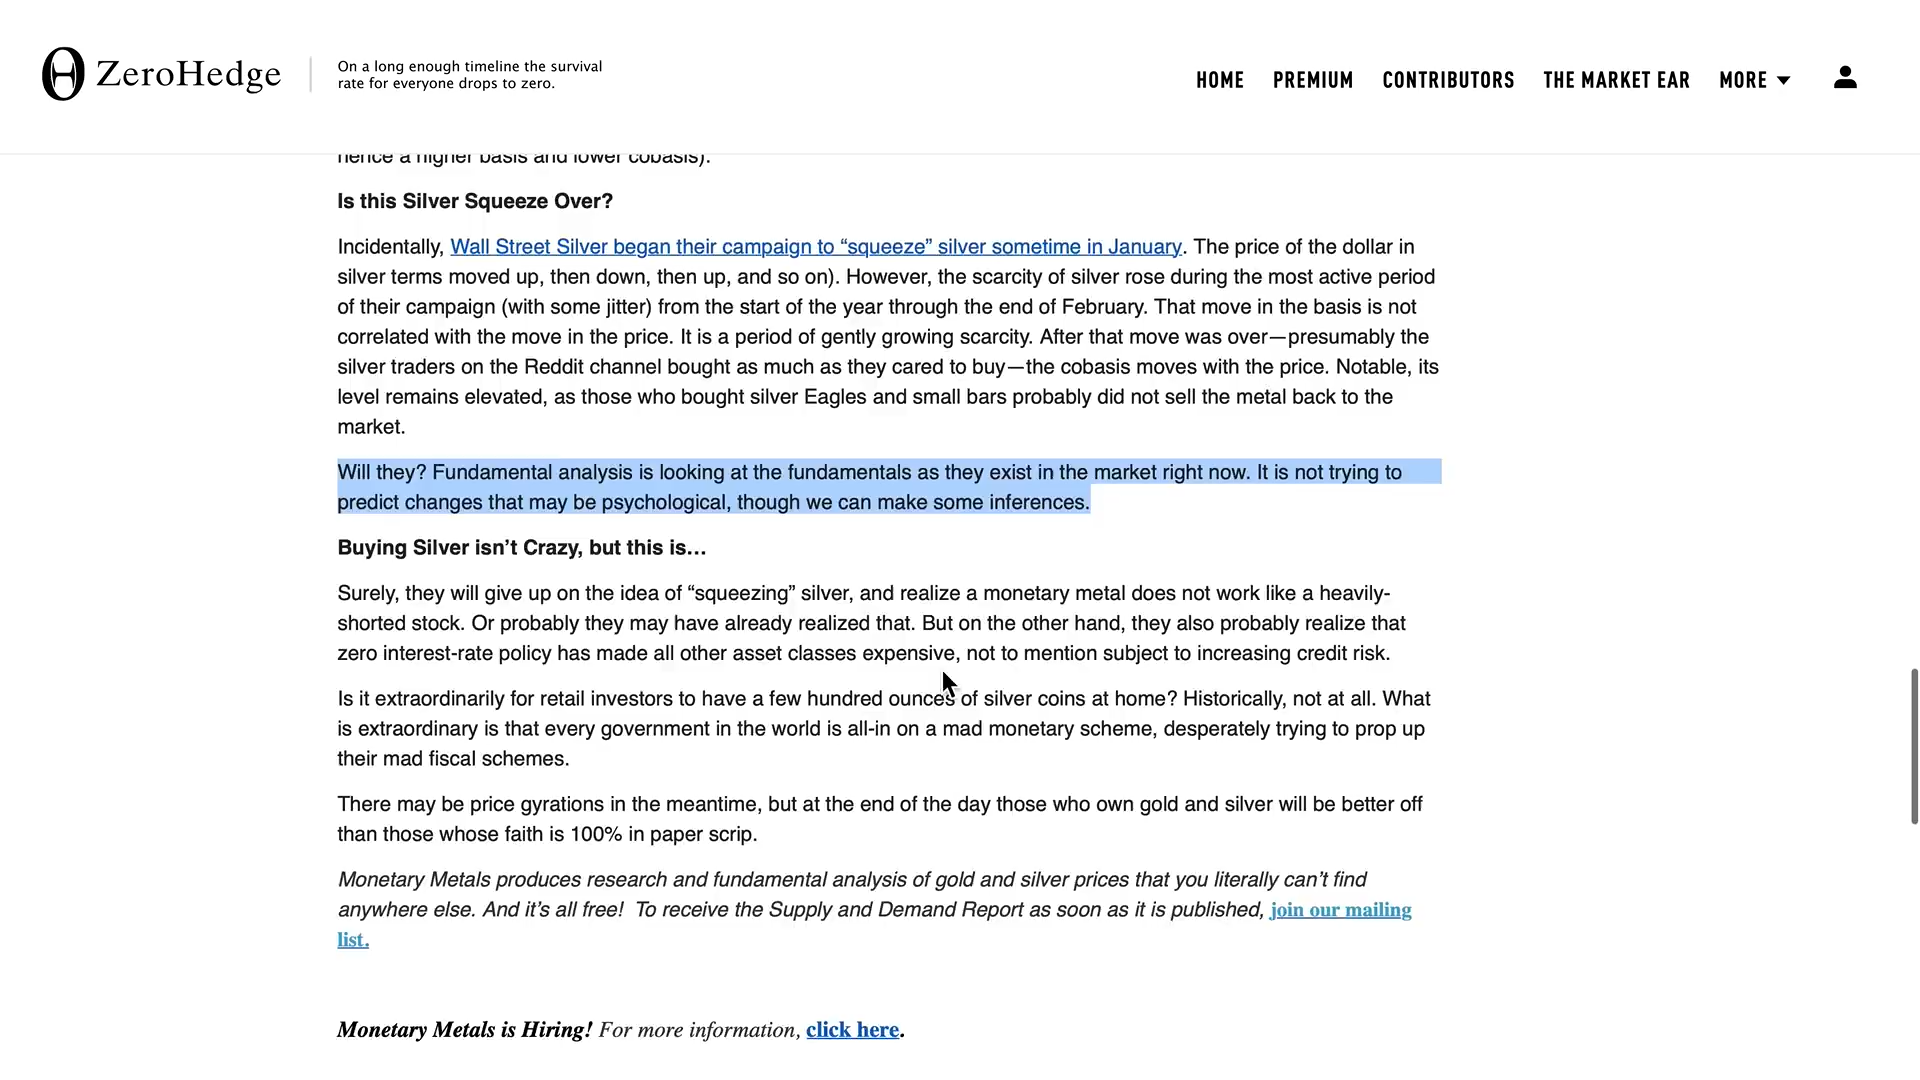 ZeroHedge
On a long enough timeline the survival
rate for everyone drops to zero.
HOME PREMIUM CONTRIBUTORS THE MARKET EAR MORE
hence a higher basis and lower cobasis).
Is this Silver Squeeze Over?
Incidentally, Wall Street Silver began their campaign to “squeeze” silver sometime in January. The price of the dollar in
silver terms moved up, then down, then up, and so on). However, the scarcity of silver rose during the most active period
of their campaign (with some jitter) from the start of the year through the end of February. That move in the basis is not
correlated with the move in the price. It is a period of gently growing scarcity. After that move was over—presumably the
silver traders on the Reddit channel bought as much as they cared to buy—the cobasis moves with the price. Notable, its
level remains elevated, as those who bought silver Eagles and small bars probably did not sell the metal back to the
market.
Will they? Fundamental analysis is looking at the fundamentals as they exist in the market right now. It is not trying to
predict changes that may be psychological, though we can make some inferences.
Buying Silver isn’t Crazy, but this is…
Surely, they will give up on the idea of “squeezing” silver, and realize a monetary metal does not work like a heavily-
shorted stock. Or probably they may have already realized that. But on the other hand, they also probably realize that
zero interest-rate policy has made all other asset classes expensive, not to mention subject to increasing credit risk.
Is it extraordinarily for retail investors to have a few hundred ounces of silver coins at home? Historically, not at all. What
is extraordinary is that every government in the world is all-in on a mad monetary scheme, desperately trying to prop up
their mad fiscal schemes.
There may be price gyrations in the meantime, but at the end of the day those who own gold and silver will be better off
than those whose faith is 100% in paper scrip.
Monetary Metals produces research and fundamental analysis of gold and silver prices that you literally can’t find
anywhere else. And it’s all free!  To receive the Supply and Demand Report as soon as it is published, join our mailing
list.
Monetary Metals is Hiring! For more information, click here.